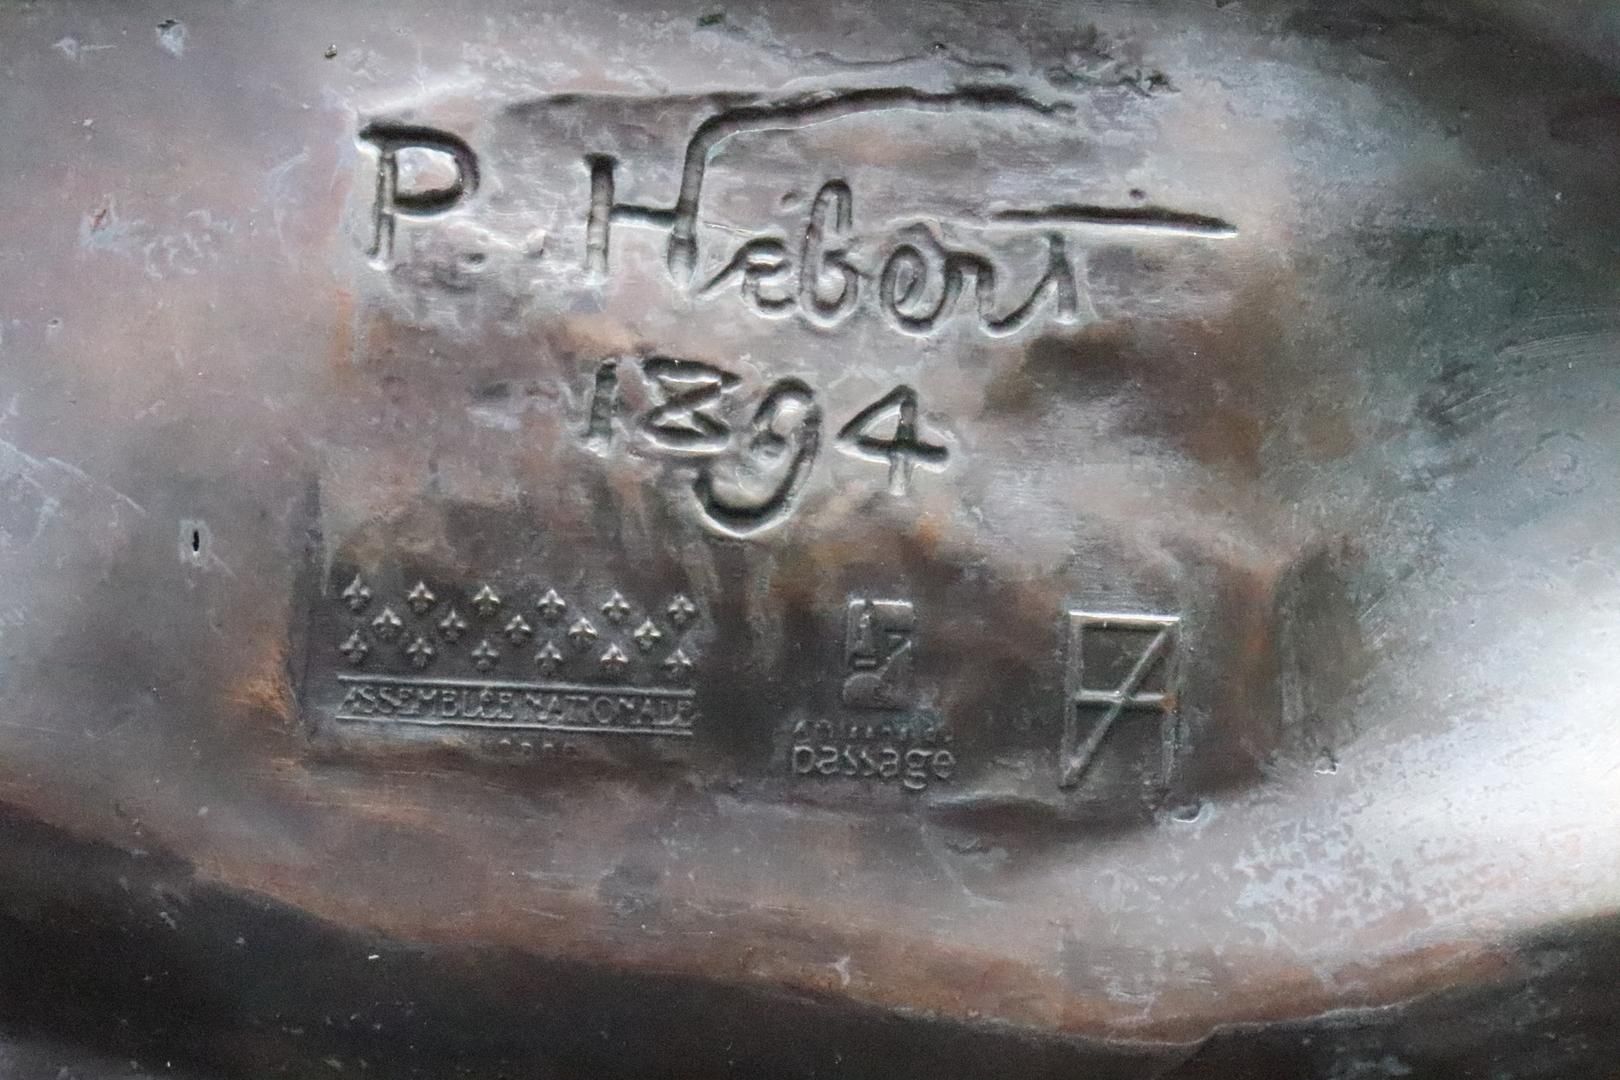 P. Hébert
1894
ASSEMBLÉE NATIONALE
passage